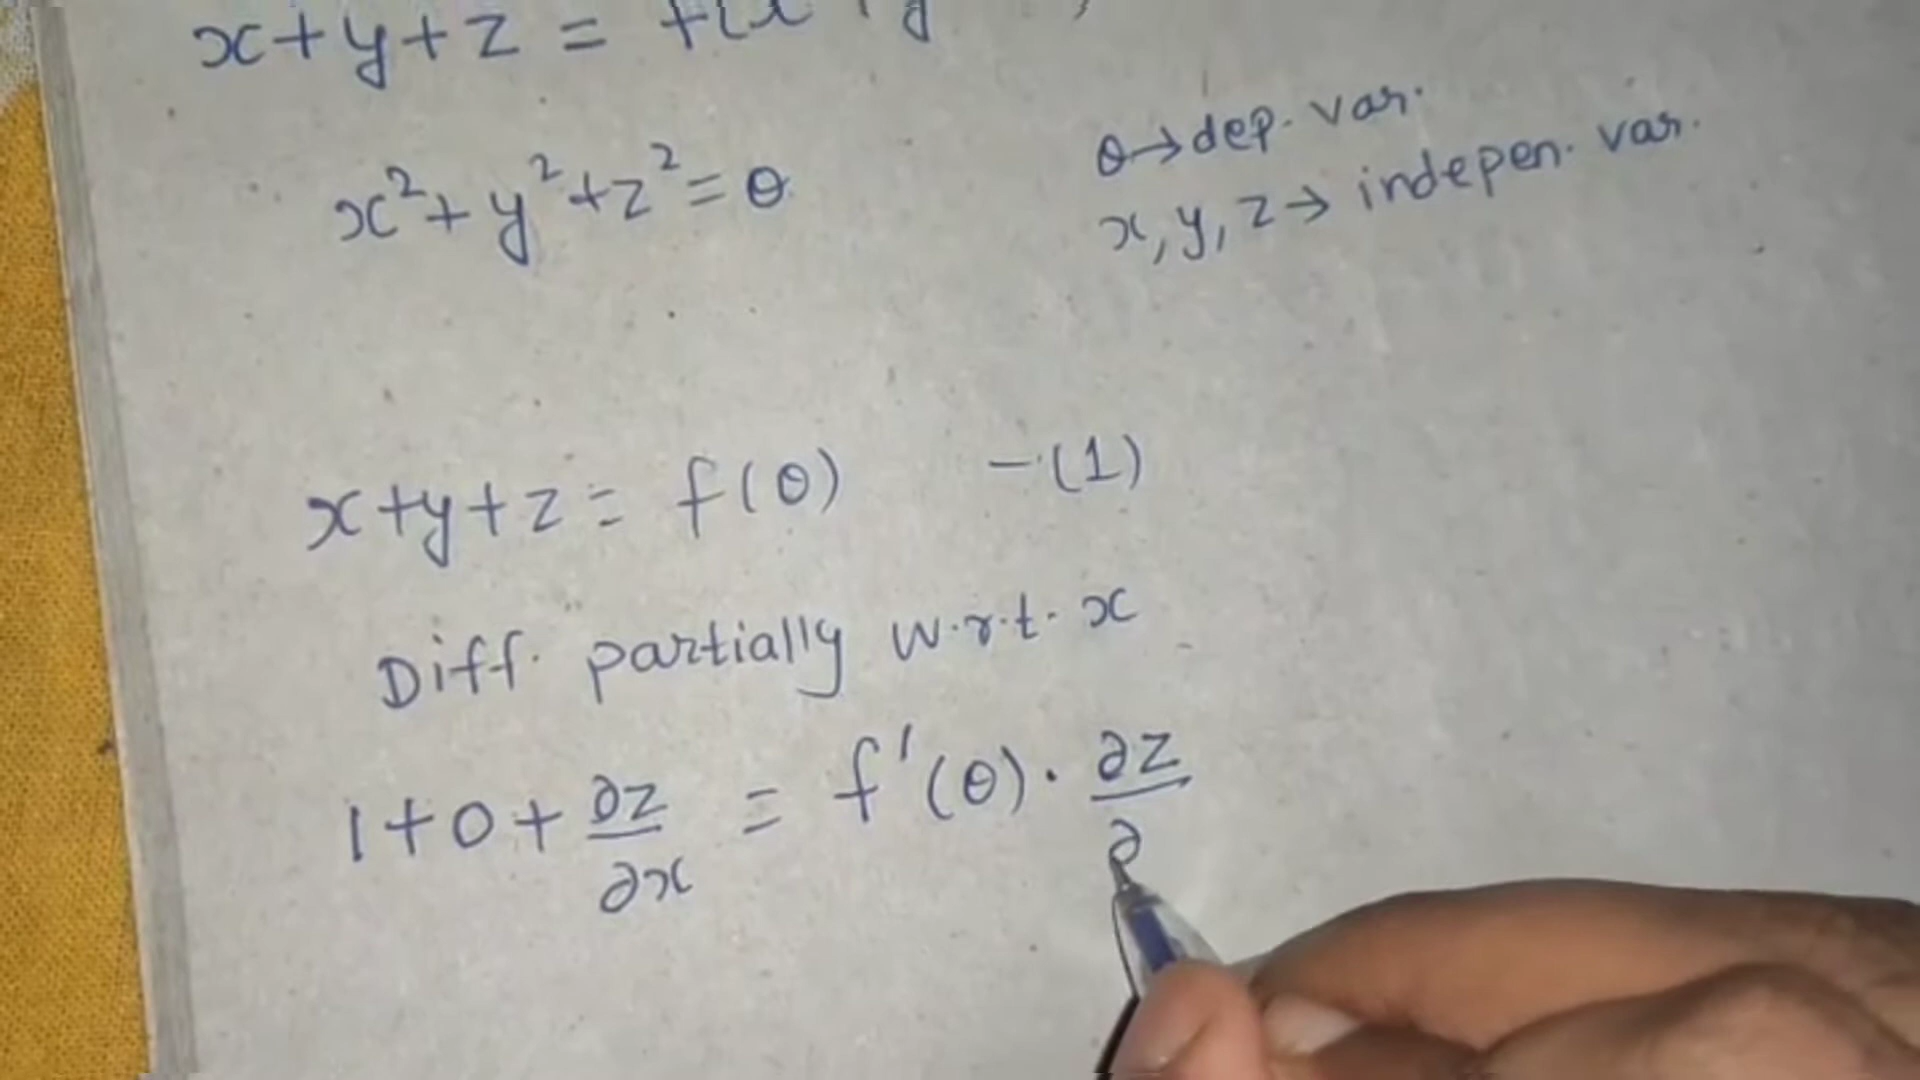 x+y+z =
x²+y²+z²=θ
θ→dep. var.
x,y,z→ indepen. var.
x+y+z = f(θ) -(1)
Diff. partially w.r.t. x
1+0+∂z/∂x = f'(θ)·∂z/∂